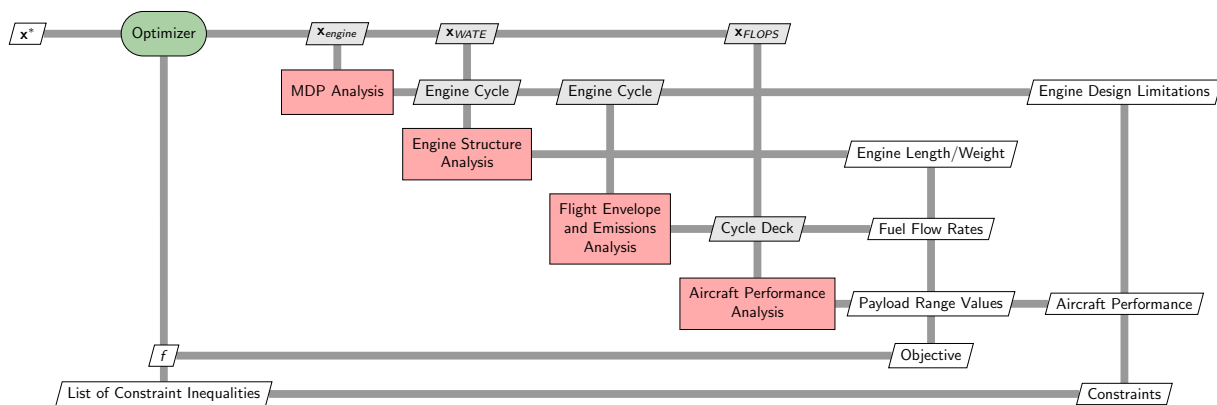 x*
Optimizer
x_engine
x_WATE
x_FLOPS
MDP Analysis
Engine Cycle
Engine Cycle
Engine Design Limitations
Engine Structure
Analysis
Engine Length/Weight
Flight Envelope
and Emissions
Analysis
Cycle Deck
Fuel Flow Rates
Aircraft Performance
Analysis
Payload Range Values
Aircraft Performance
f
Objective
List of Constraint Inequalities
Constraints